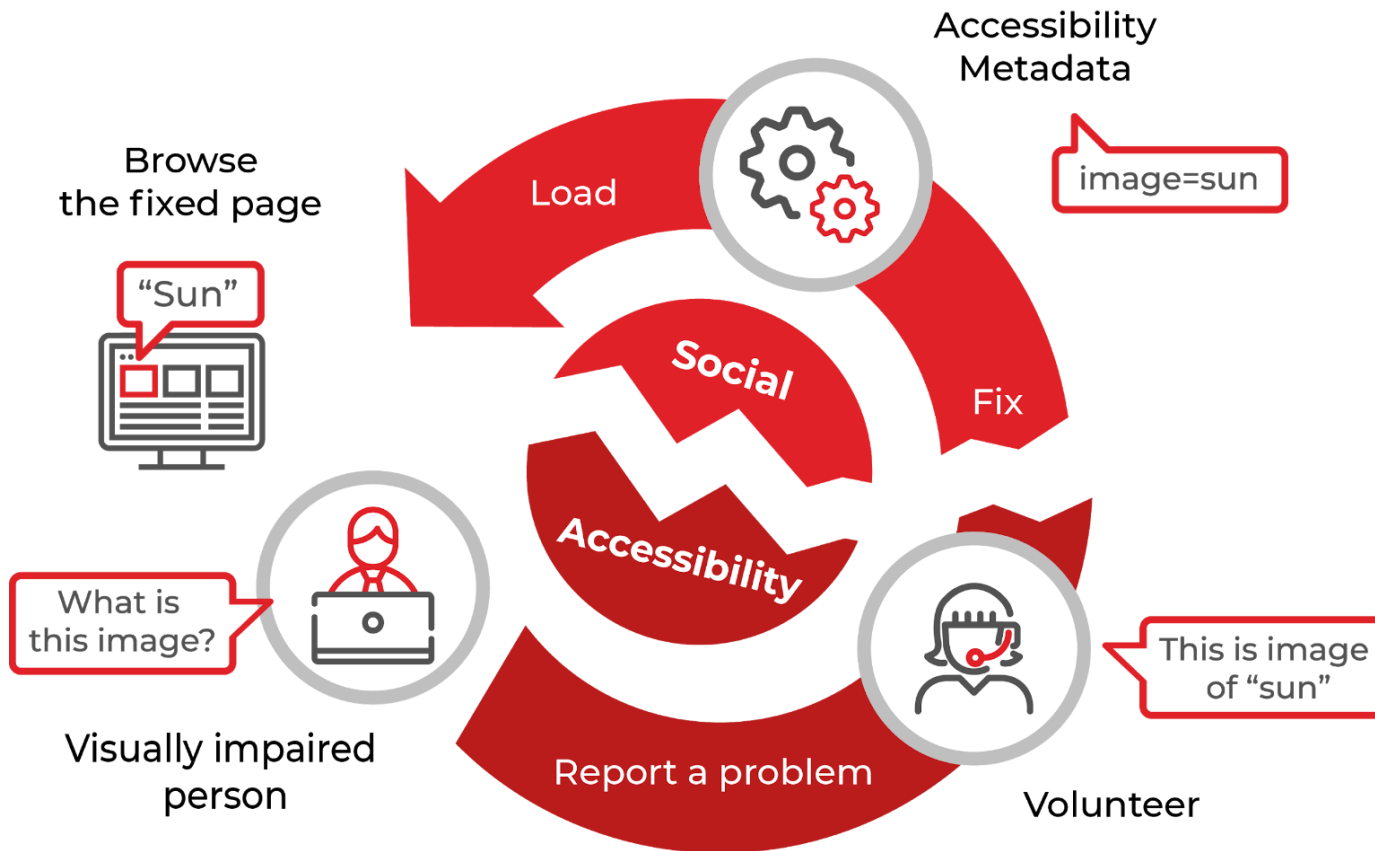 Accessibility
Metadata
image=sun
Browse
the fixed page
Load
“Sun”
Social
Fix
Accessibility
What is
this image?
This is image
of “sun”
Visually impaired
person
Report a problem
Volunteer